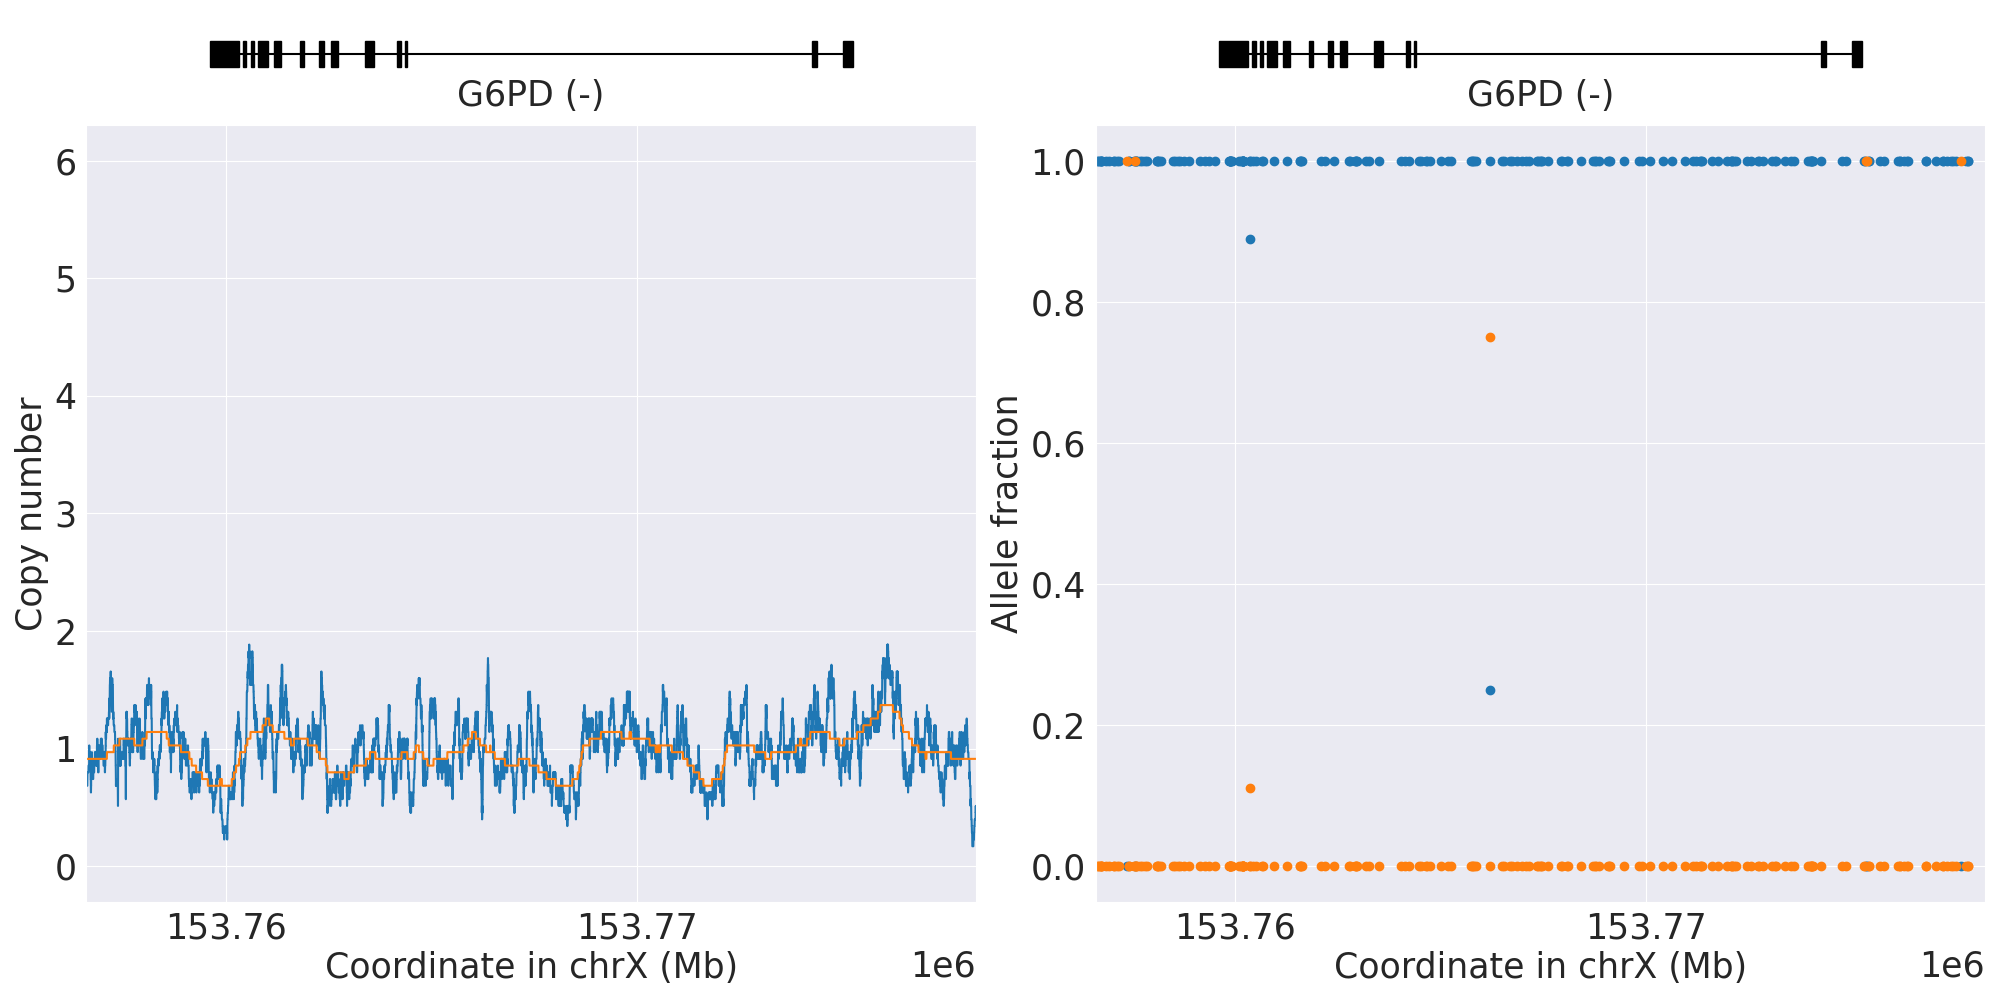 G6PD (-)
6
5
4
3
2
1
0
Copy number
153.76
153.77
Coordinate in chrX (Mb)
1e6
G6PD (-)
1.0
0.8
0.6
0.4
0.2
0.0
Allele fraction
153.76
153.77
Coordinate in chrX (Mb)
1e6